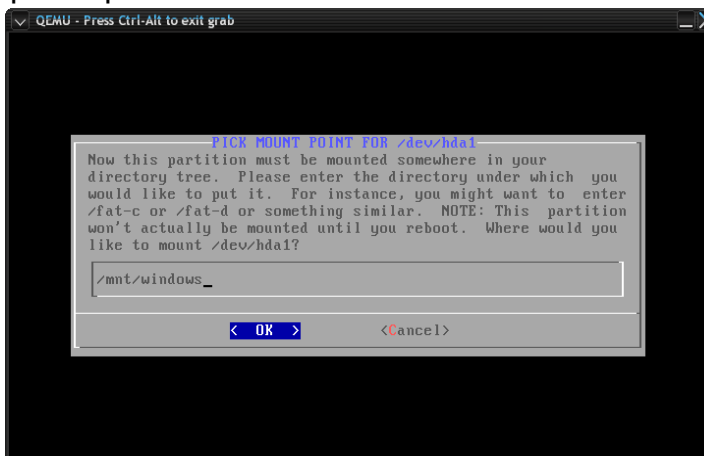 QEMU - Press Ctrl-Alt to exit grab
PICK MOUNT POINT FOR /dev/hda1
Now this partition must be mounted somewhere in your
directory tree.  Please enter the directory under which  you
would like to put it.  For instance, you might want to  enter
/fat-c or /fat-d or something similar.  NOTE: This  partition
won't actually be mounted until you reboot.  Where would you
like to mount /dev/hda1?
/mnt/windows_
<  OK  >    <Cancel>